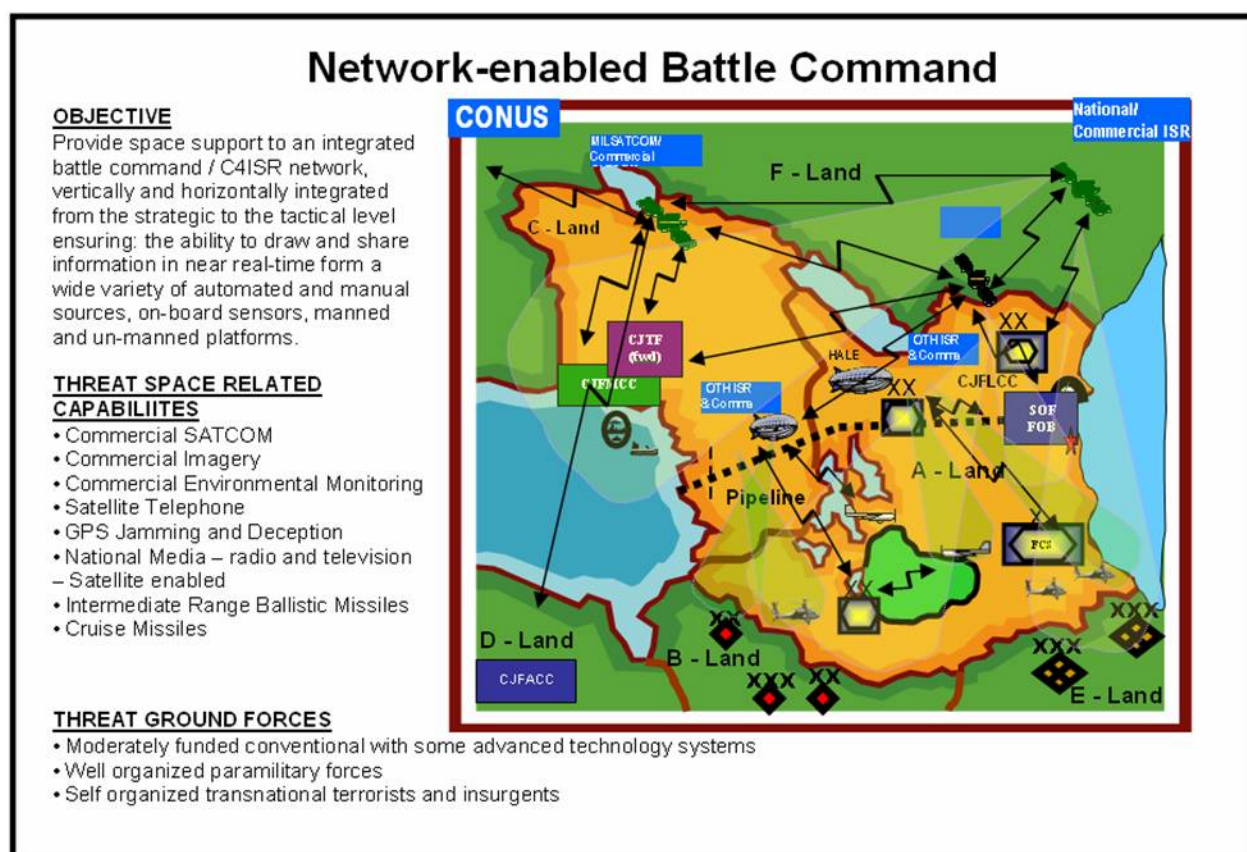 Network-enabled Battle Command
OBJECTIVE
Provide space support to an integrated
battle command / C4ISR network,
vertically and horizontally integrated
from the strategic to the tactical level
ensuring: the ability to draw and share
information in near real-time form a
wide variety of automated and manual
sources, on-board sensors, manned
and un-manned platforms.
THREAT SPACE RELATED
CAPABILIITES
• Commercial SATCOM
• Commercial Imagery
• Commercial Environmental Monitoring
• Satellite Telephone
• GPS Jamming and Deception
• National Media – radio and television
– Satellite enabled
• Intermediate Range Ballistic Missiles
• Cruise Missiles
THREAT GROUND FORCES
• Moderately funded conventional with some advanced technology systems
• Well organized paramilitary forces
• Self organized transnational terrorists and insurgents
CONUS
National/
Commercial ISR
MILSATCOM/
Commercial
F - Land
C - Land
XX
CJTF
(fwd)
CJFMCC
OTH ISR
& Comma
HALE
XX
CJFLCC
OTH ISR
& Comma
SOF
FOB
A - Land
Pipeline
FCS
XX
D - Land
CJFACC
XX
B - Land
XXX
XX
XXX
XXX
E - Land